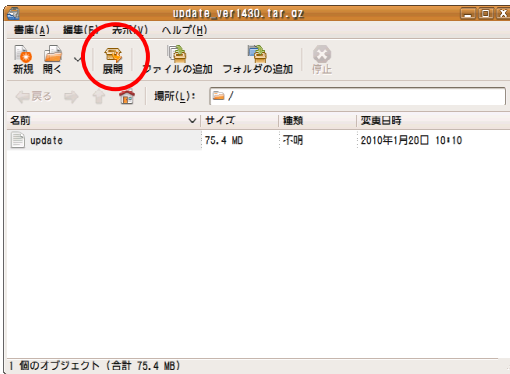 update_ver1430.tar.gz
書庫(A) 編集(E) 表示(V) ヘルプ(H)
新規 開く 展開 ファイルの追加 フォルダの追加 停止
戻る 場所(L): /
名前 サイズ 種類 変更日時
update 75.4 MB 不明 2010年1月20日 10:10
1 個のオブジェクト (合計 75.4 MB)